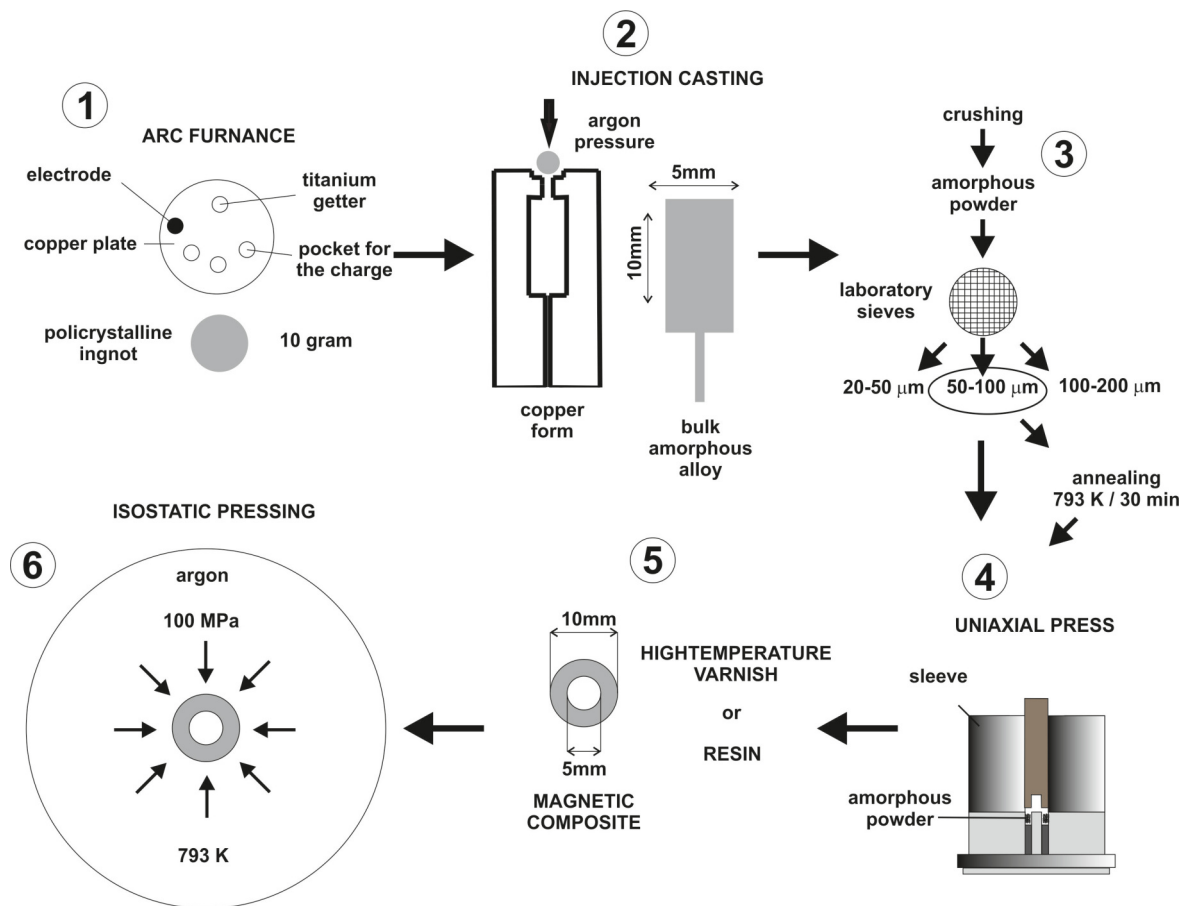 1
ARC FURNANCE
electrode
titanium
getter
copper plate
pocket for
the charge
policrystalline
ingnot
10 gram
2
INJECTION CASTING
argon
pressure
5mm
10mm
copper
form
bulk
amorphous
alloy
3
crushing
amorphous
powder
laboratory
sieves
20-50 μm
50-100 μm
100-200 μm
annealing
793 K / 30 min
4
UNIAXIAL PRESS
sleeve
amorphous
powder
5
10mm
HIGHTEMPERATURE
VARNISH
or
RESIN
5mm
MAGNETIC
COMPOSITE
ISOSTATIC PRESSING
6
argon
100 MPa
793 K